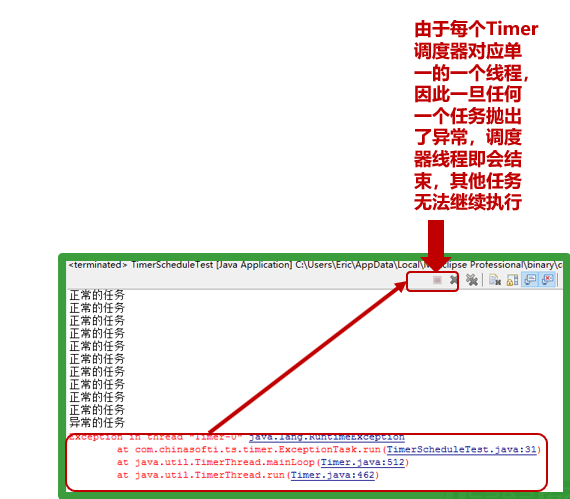 由于每个Timer
调度器对应单
一的一个线程，
因此一旦任何
一个任务抛出
了异常，调度
器线程即会结
束，其他任务
无法继续执行
<terminated> TimerScheduleTest [Java Application] C:\Users\Eric\AppData\Local\ Professional\binary\c
正常的任务
正常的任务
正常的任务
正常的任务
正常的任务
正常的任务
正常的任务
正常的任务
正常的任务
正常的任务
异常的任务
Exception in thread "Timer-0" java.lang.RuntimeException
at com.chinasofti.ts.timer.ExceptionTask.run(TimerScheduleTest.java:31)
at java.util.TimerThread.mainLoop(Timer.java:512)
at java.util.TimerThread.run(Timer.java:462)